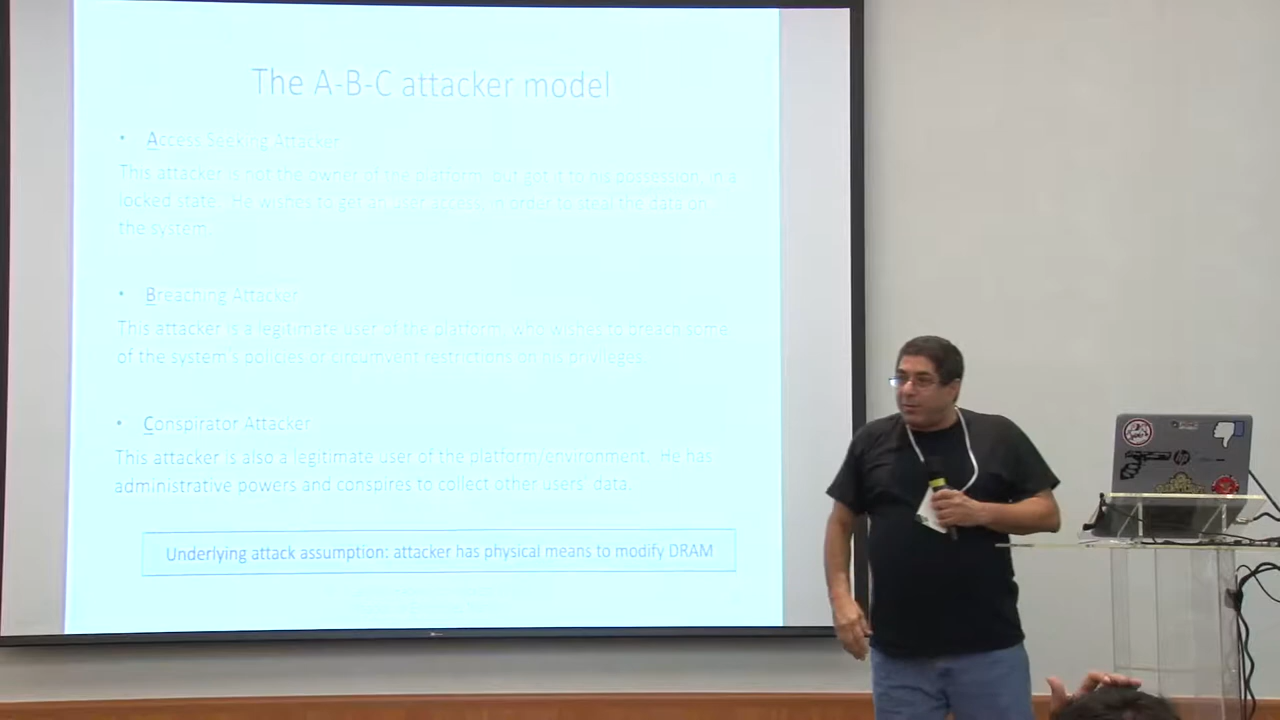 The A-B-C attacker model
• Access Seeking Attacker
This attacker is not the owner of the platform, but got it to his possession, in a
locked state. He wishes to get an user access, in order to steal the data on
the system.
• Breaching Attacker
This attacker is a legitimate user of the platform who wishes to breach some
of the system's policies or circumvent restrictions on his privileges.
• Conspirator Attacker
This attacker is also a legitimate user of the platform/environment. He has
administrative powers and conspires to collect other users' data.
Underlying attack assumption: attacker has physical means to modify DRAM
hp